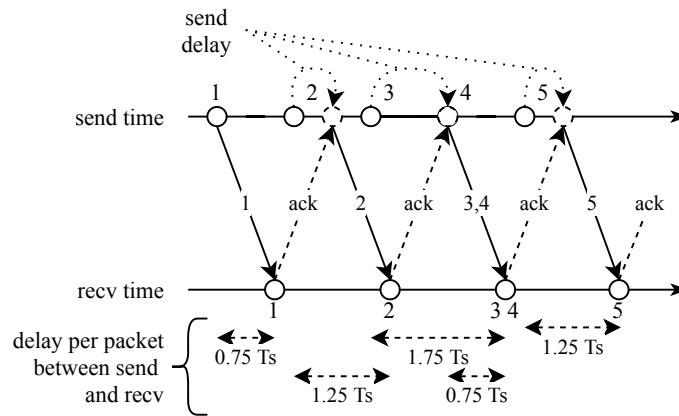 send
delay
1 2 3 4 5
send time
1 ack 2 ack 3,4 ack 5 ack
recv time
1 2 3 4 5
delay per packet
between send
and recv
0.75 Ts 1.75 Ts 1.25 Ts
1.25 Ts 0.75 Ts